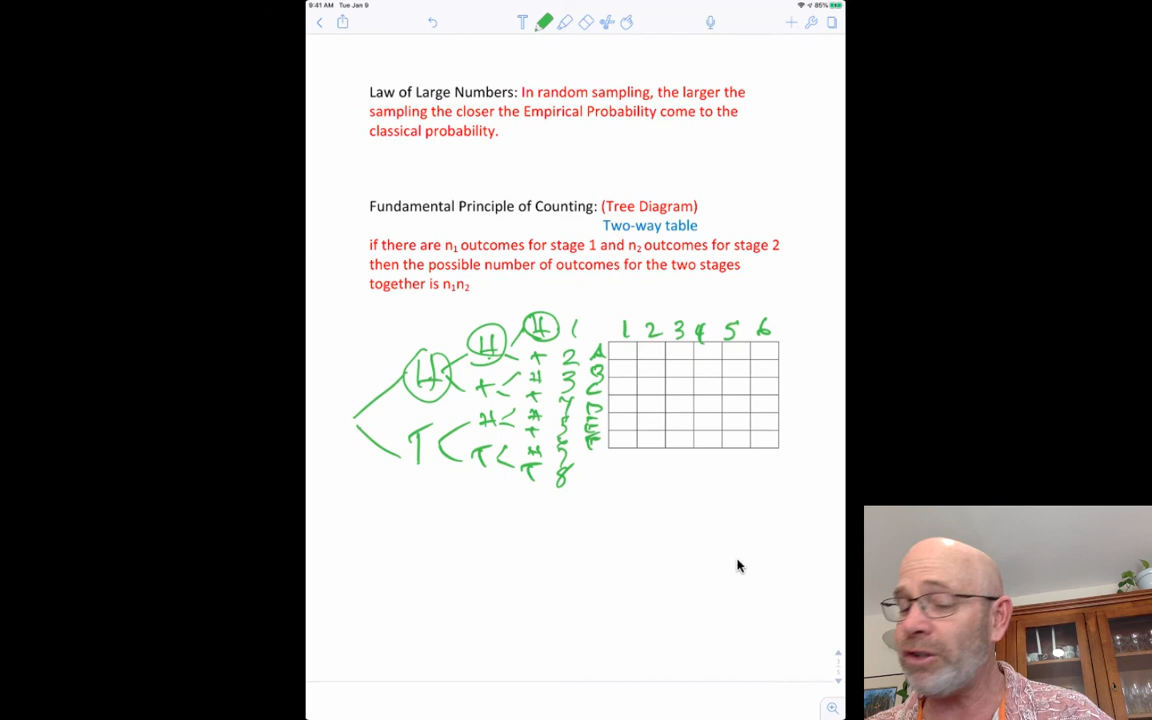 9:41 AM Tue Jan 9
85%
Law of Large Numbers: In random sampling, the larger the
sampling the closer the Empirical Probability come to the
classical probability.
Fundamental Principle of Counting: (Tree Diagram)
Two-way table
if there are n₁ outcomes for stage 1 and n₂ outcomes for stage 2
then the possible number of outcomes for the two stages
together is n₁n₂
H H H 1
T 2
T H 3
T 4
T H H 5
T 6
T H 7
T 8
1 2 3 4 5 6
A
B
C
D
E
F